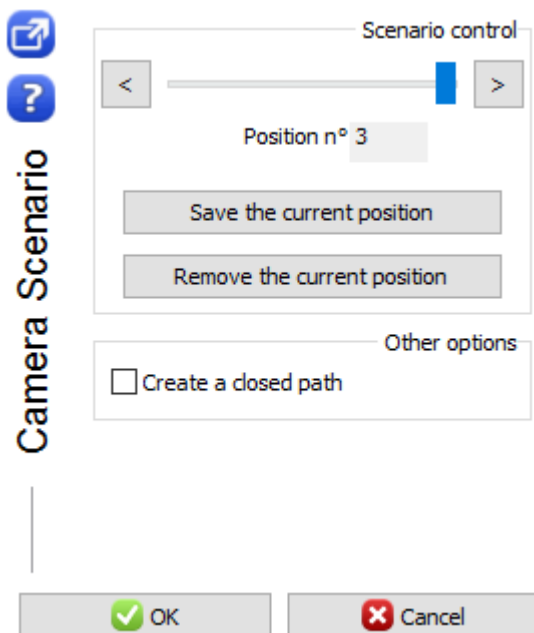 Camera Scenario
Scenario control
< >
Position n° 3
Save the current position
Remove the current position
Other options
Create a closed path
OK Cancel
?